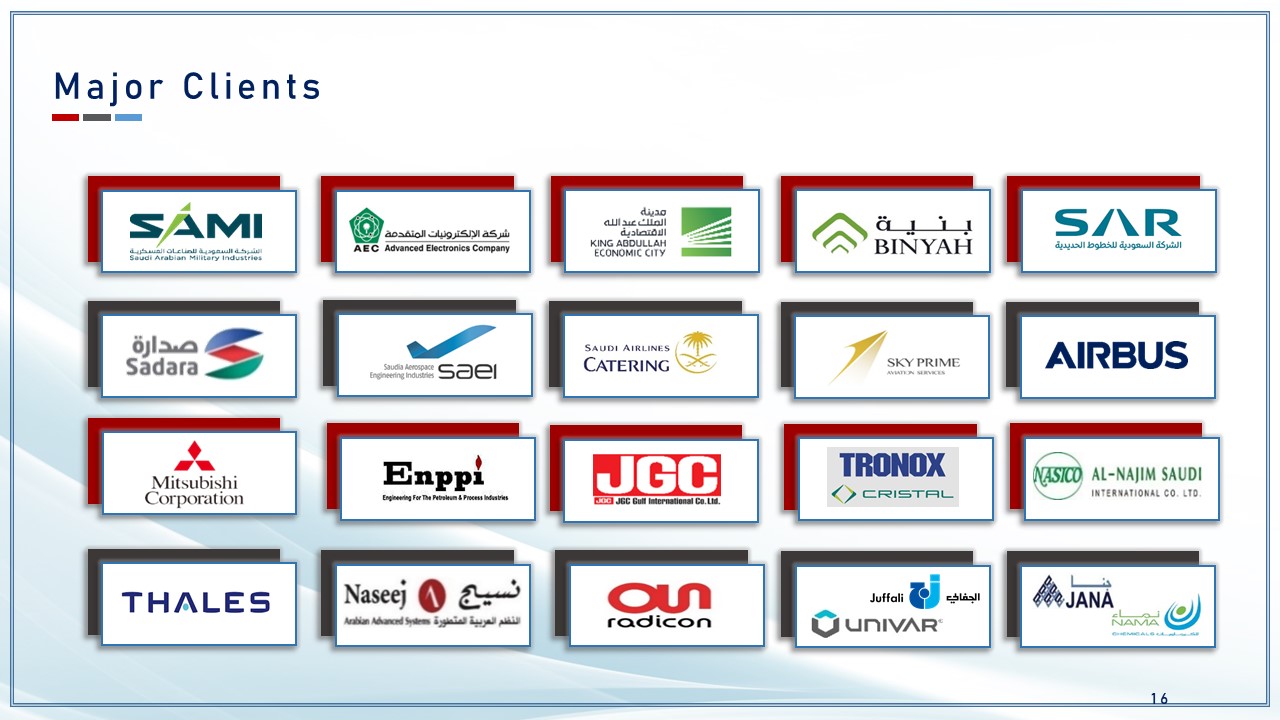 Major Clients
SAMI
الشركة السعودية للصناعات العسكرية
Saudi Arabian Military Industries
شركة الإلكترونيات المتقدمة
AEC Advanced Electronics Company
مدينة
الملك عبدالله
الاقتصادية
KING ABDULLAH
ECONOMIC CITY
بنية
BINYAH
SAR
الشركة السعودية للخطوط الحديدية
صدارة
Sadara
Saudia Aerospace
Engineering Industries
saei
SAUDI AIRLINES
CATERING
SKY PRIME
AVIATION SERVICES
AIRBUS
Mitsubishi
Corporation
Enppi
Engineering For The Petroleum & Process Industries
JGC
JGC JGC Gulf International Co.Ltd.
TRONOX
CRISTAL
NASICO
AL-NAJIM SAUDI
INTERNATIONAL CO. LTD.
THALES
Naseej نسيج
Arabian Advanced Systems النظم العربية المتطورة
radicon
Juffali الجفالي
UNIVAR
جنا
JANA
نماء
NAMA
CHEMICALS
16